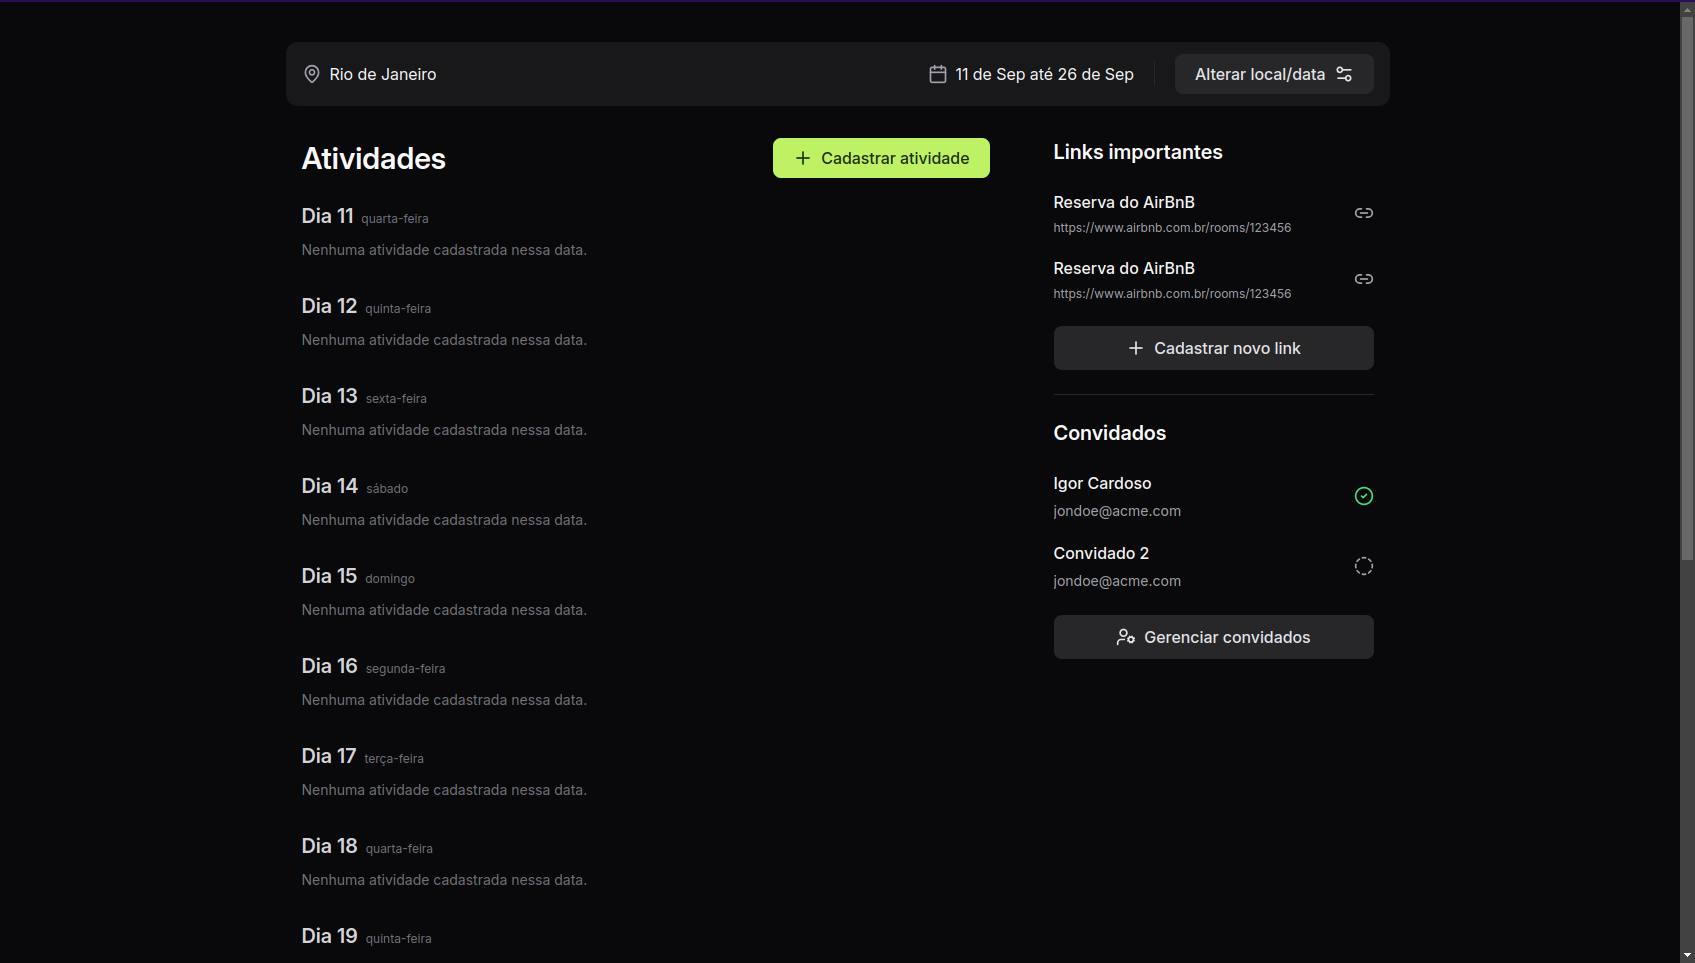 Rio de Janeiro
11 de Sep até 26 de Sep
Alterar local/data
Atividades
Cadastrar atividade
Dia 11 quarta-feira
Nenhuma atividade cadastrada nessa data.
Dia 12 quinta-feira
Nenhuma atividade cadastrada nessa data.
Dia 13 sexta-feira
Nenhuma atividade cadastrada nessa data.
Dia 14 sábado
Nenhuma atividade cadastrada nessa data.
Dia 15 domingo
Nenhuma atividade cadastrada nessa data.
Dia 16 segunda-feira
Nenhuma atividade cadastrada nessa data.
Dia 17 terça-feira
Nenhuma atividade cadastrada nessa data.
Dia 18 quarta-feira
Nenhuma atividade cadastrada nessa data.
Dia 19 quinta-feira
Links importantes
Reserva do AirBnB
https://www.airbnb.com.br/rooms/123456
Reserva do AirBnB
https://www.airbnb.com.br/rooms/123456
Cadastrar novo link
Convidados
Igor Cardoso
jondoe@acme.com
Convidado 2
jondoe@acme.com
Gerenciar convidados